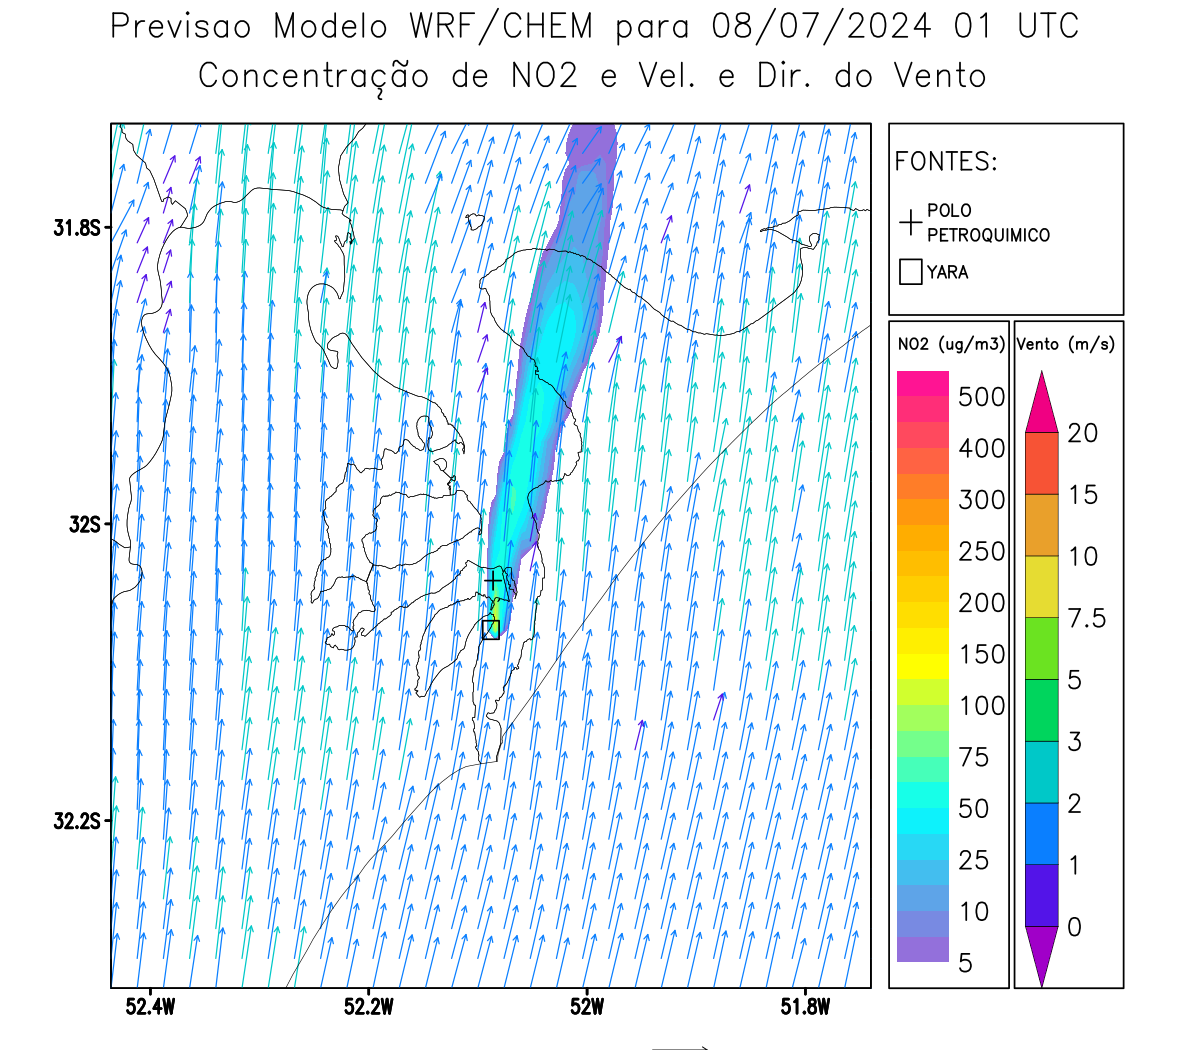 Previsao Modelo WRF/CHEM para 08/07/2024 01 UTC
Concentração de NO2 e Vel. e Dir. do Vento
FONTES:
POLO
PETROQUIMICO
YARA
NO2 (ug/m3)
500
400
300
250
200
150
100
75
50
25
10
5
Vento (m/s)
20
15
10
7.5
5
3
2
1
0
31.8S
32S
32.2S
52.4W
52.2W
52W
51.8W